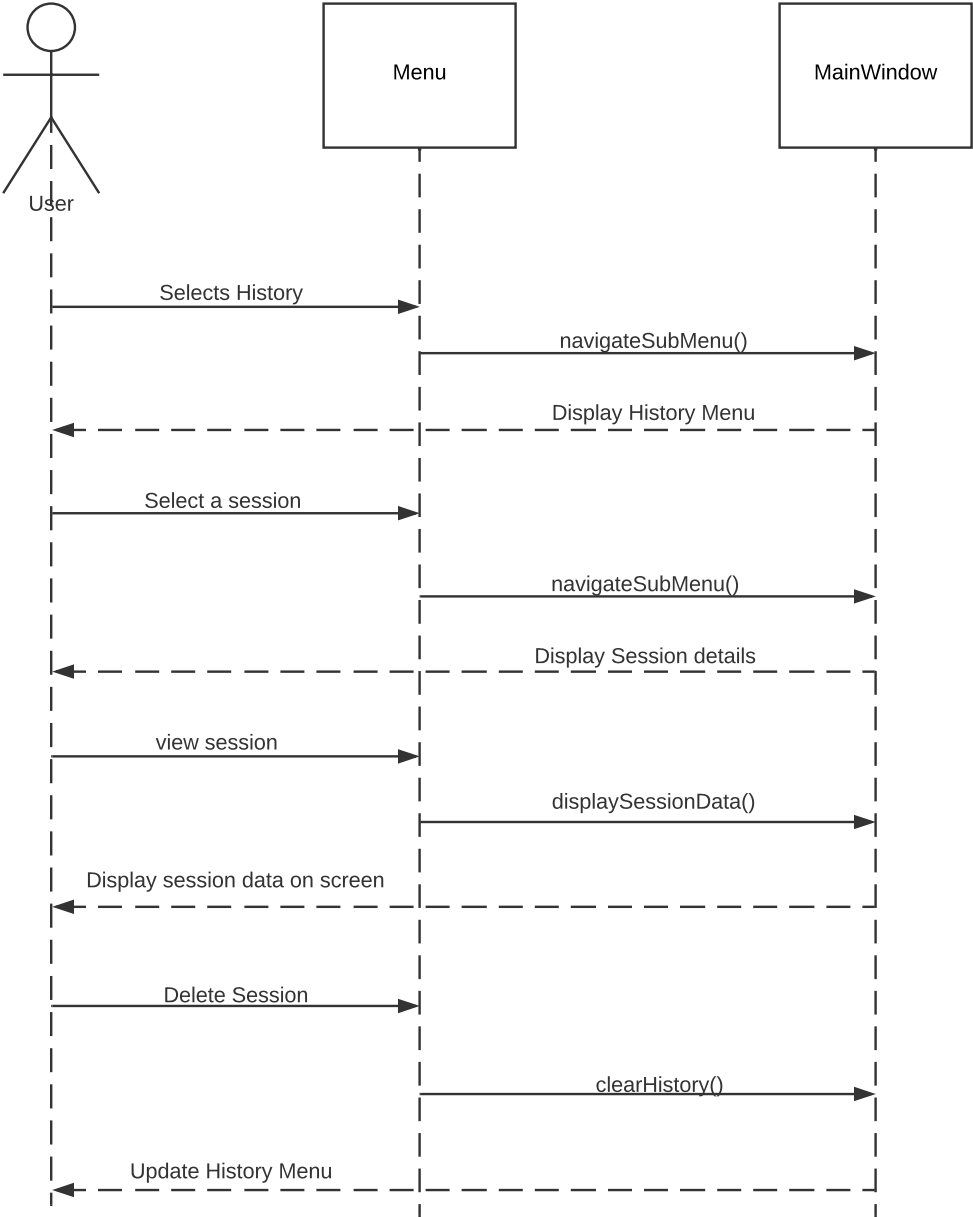 Menu
MainWindow
User
Selects History
navigateSubMenu()
Display History Menu
Select a session
navigateSubMenu()
Display Session details
view session
displaySessionData()
Display session data on screen
Delete Session
clearHistory()
Update History Menu